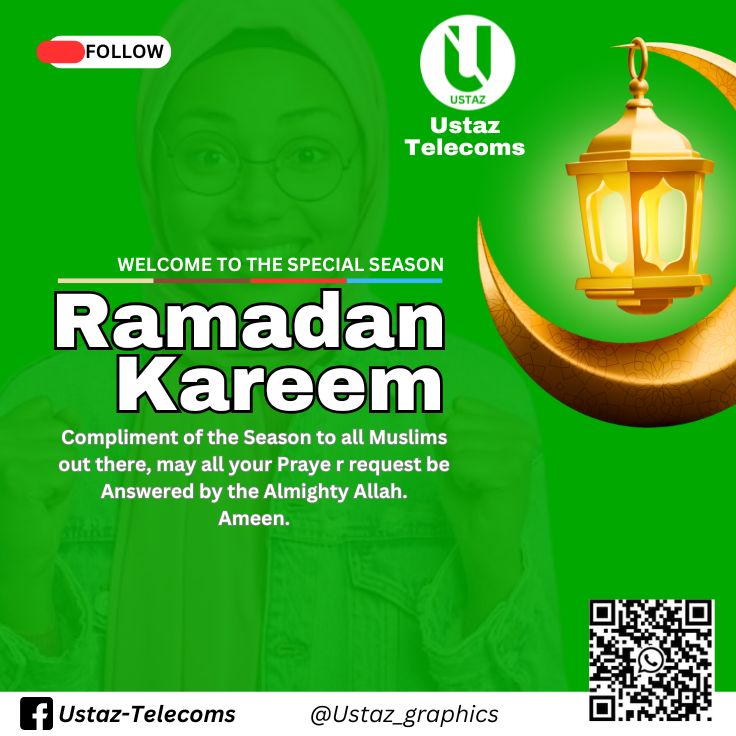 FOLLOW
USTAZ
Ustaz
Telecoms
WELCOME TO THE SPECIAL SEASON
Ramadan
Kareem
Compliment of the Season to all Muslims
out there, may all your Praye r request be
Answered by the Almighty Allah.
Ameen.
Ustaz-Telecoms
@Ustaz_graphics